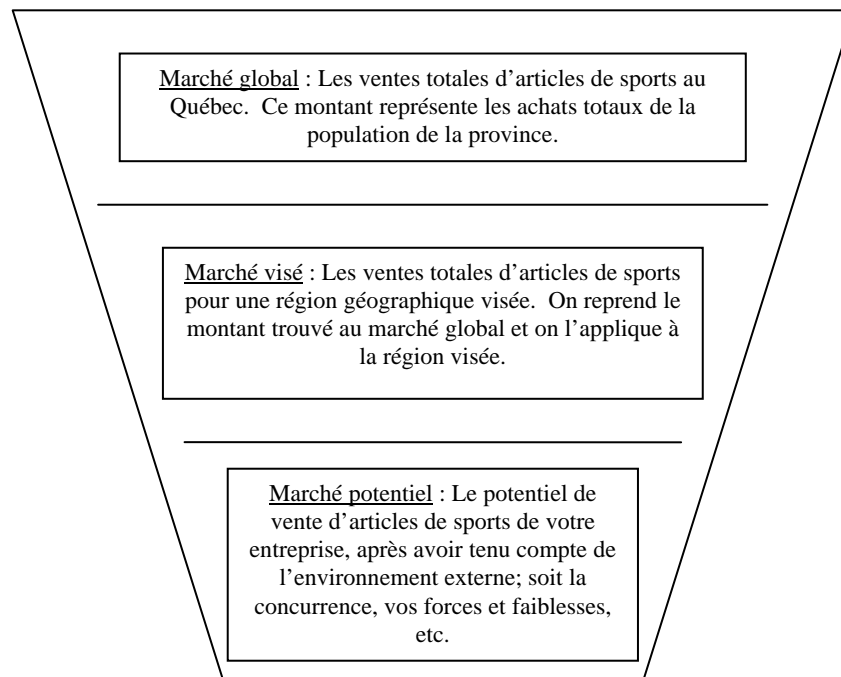 Marché global : Les ventes totales d'articles de sports au
Québec. Ce montant représente les achats totaux de la
population de la province.
Marché visé : Les ventes totales d'articles de sports
pour une région géographique visée. On reprend le
montant trouvé au marché global et on l'applique à
la région visée.
Marché potentiel : Le potentiel de
vente d'articles de sports de votre
entreprise, après avoir tenu compte de
l'environnement externe; soit la
concurrence, vos forces et faiblesses,
etc.